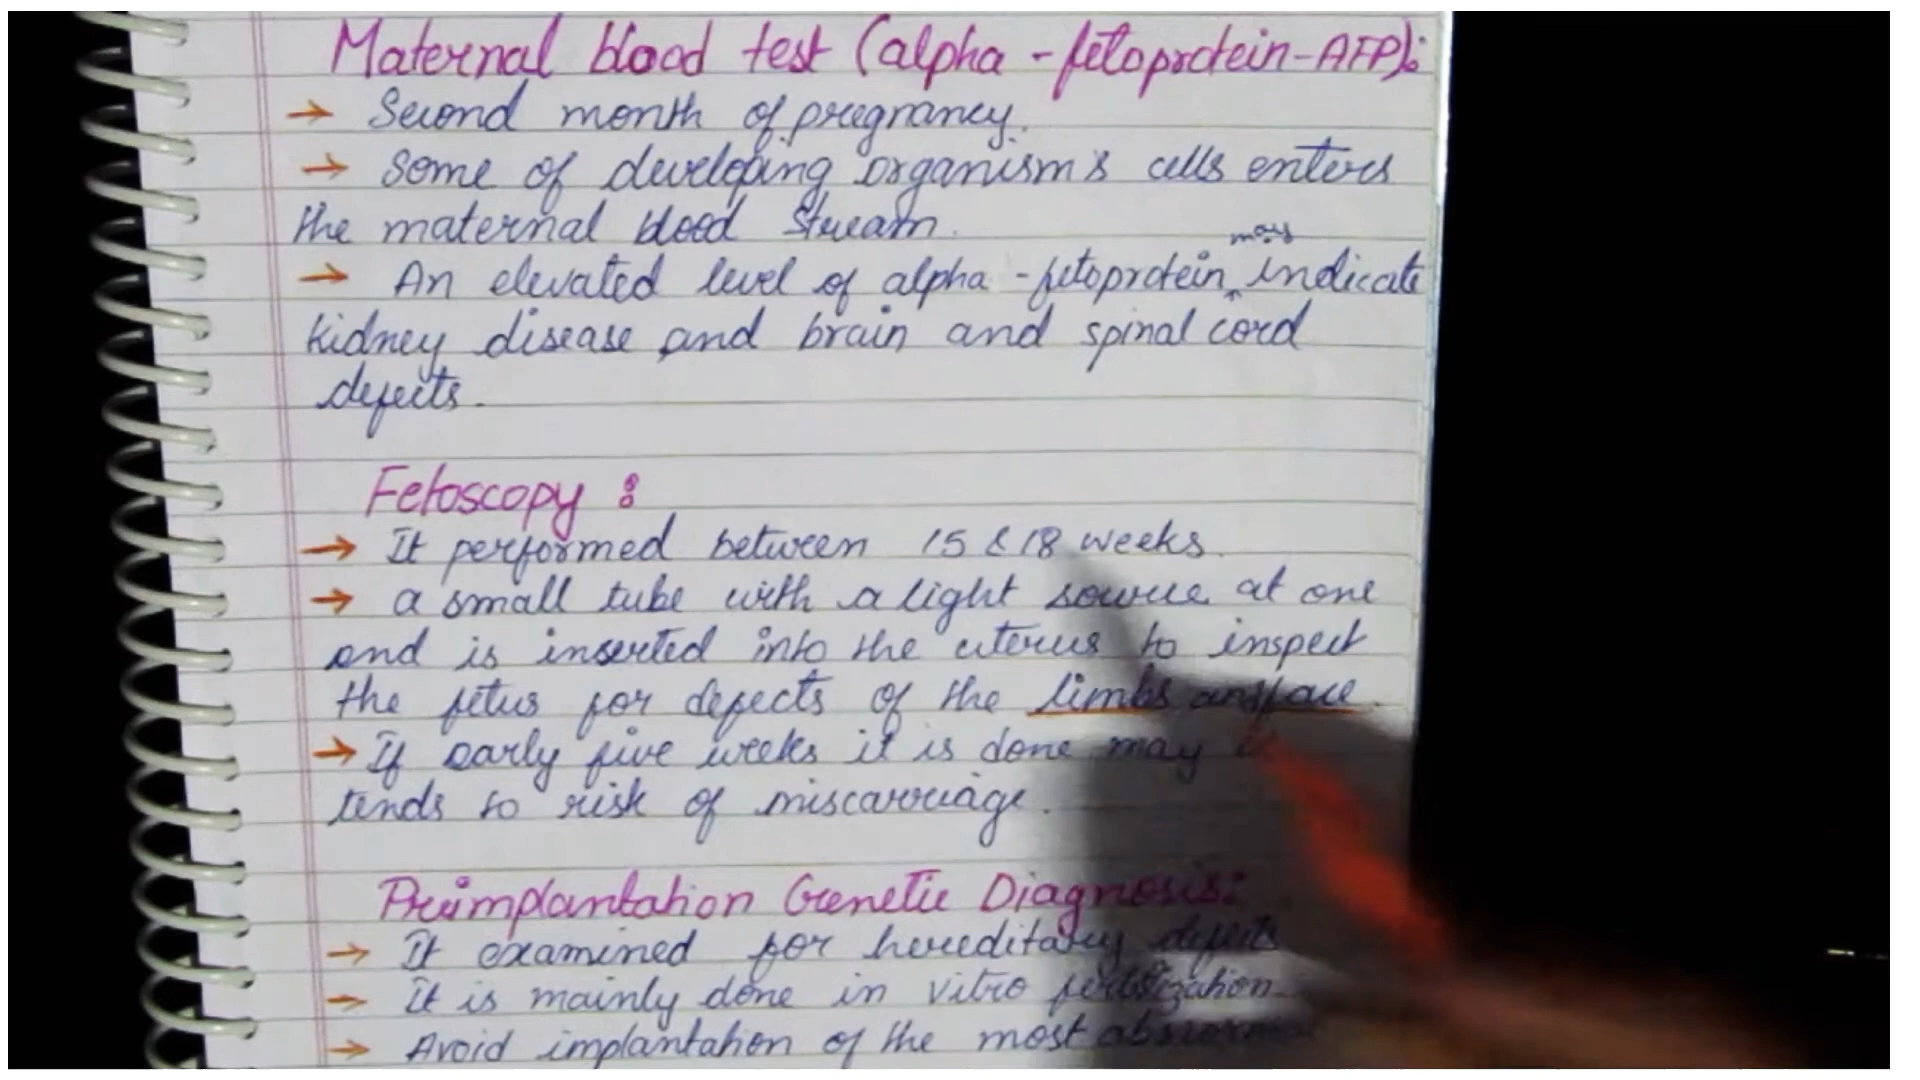 Maternal blood test (alpha - fetoprotein-AFP):
→ Second month of pregnancy.
→ Some of developing organism's cells enters
the maternal blood stream.
may
→ An elevated level of alpha - fetoprotein ^ indicate
kidney disease and brain and spinal cord
defects.
Fetoscopy :
→ It performed between 15 & 18 weeks.
→ a small tube with a light source at one
end is inserted into the uterus to inspect
the fetus for defects of the limbs
→ If early five weeks it is done may
tends to risk of miscarriage.
Preimplantation Genetic Diagnosis:
→ It examined for hereditary defects
→ It is mainly done in vitro fertilization
→ Avoid implantation of the most